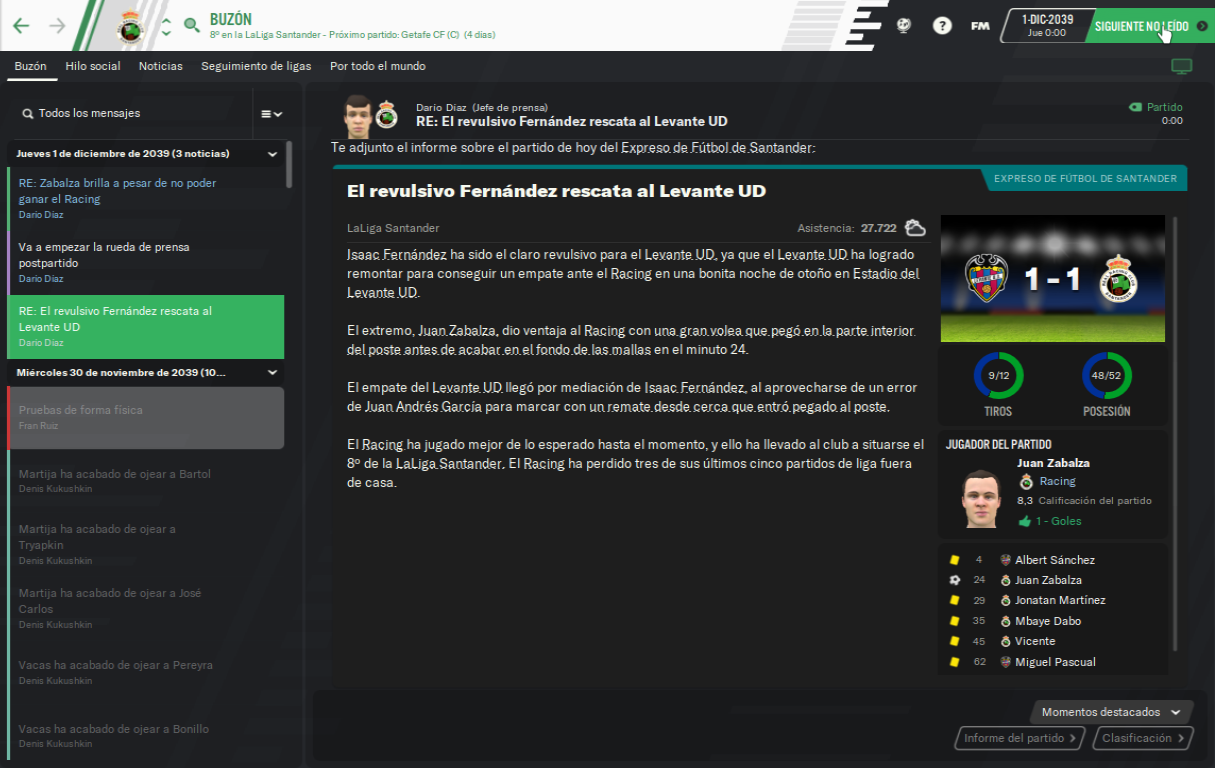 BUZÓN
8º en la LaLiga Santander - Próximo partido: Getafe CF (C) (4 días)
?
FM
1-DIC-2039
Jue 0:00
SIGUIENTE NO LEÍDO
Buzón
Hilo social
Noticias
Seguimiento de ligas
Por todo el mundo
Todos los mensajes
Jueves 1 de diciembre de 2039 (3 noticias)
RE: Zabalza brilla a pesar de no poder
ganar el Racing
Darío Díaz
Va a empezar la rueda de prensa
postpartido
Darío Díaz
RE: El revulsivo Fernández rescata al
Levante UD
Darío Díaz
Miércoles 30 de noviembre de 2039 (10...
Pruebas de forma física
Fran Ruiz
Martija ha acabado de ojear a Bartol
Denis Kukushkin
Martija ha acabado de ojear a
Tryapkin
Denis Kukushkin
Martija ha acabado de ojear a José
Carlos
Denis Kukushkin
Vacas ha acabado de ojear a Pereyra
Denis Kukushkin
Vacas ha acabado de ojear a Bonillo
Denis Kukushkin
Darío Díaz (Jefe de prensa)
RE: El revulsivo Fernández rescata al Levante UD
Partido
0:00
Te adjunto el informe sobre el partido de hoy del Expreso de Fútbol de Santander:
EXPRESO DE FÚTBOL DE SANTANDER
El revulsivo Fernández rescata al Levante UD
LaLiga Santander
Asistencia: 27.722
Isaac Fernández ha sido el claro revulsivo para el Levante UD, ya que el Levante UD ha logrado
remontar para conseguir un empate ante el Racing en una bonita noche de otoño en Estadio del
Levante UD.
El extremo, Juan Zabalza, dio ventaja al Racing con una gran volea que pegó en la parte interior
del poste antes de acabar en el fondo de las mallas en el minuto 24.
El empate del Levante UD llegó por mediación de Isaac Fernández, al aprovecharse de un error
de Juan Andrés García para marcar con un remate desde cerca que entró pegado al poste.
El Racing ha jugado mejor de lo esperado hasta el momento, y ello ha llevado al club a situarse el
8º de la LaLiga Santander. El Racing ha perdido tres de sus últimos cinco partidos de liga fuera
de casa.
1 - 1
9/12
TIROS
48/52
POSESIÓN
JUGADOR DEL PARTIDO
Juan Zabalza
Racing
8,3 Calificación del partido
1 - Goles
4 Albert Sánchez
24 Juan Zabalza
29 Jonatan Martínez
35 Mbaye Dabo
45 Vicente
62 Miguel Pascual
Momentos destacados
Informe del partido
Clasificación